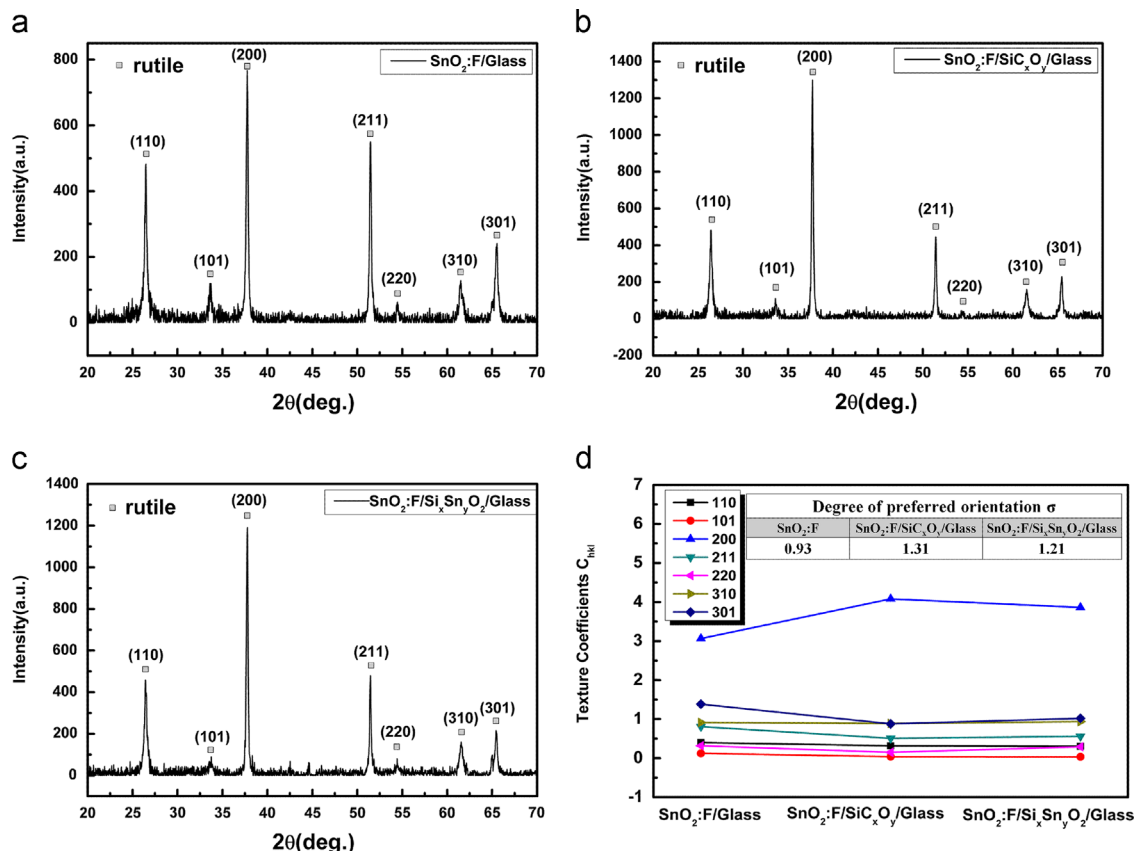 a
800
600
400
200
0
Intensity(a.u.)
rutile
SnO₂:F/Glass
(110)
(101)
(200)
(211)
(220)
(310)
(301)
20 25 30 35 40 45 50 55 60 65 70
2θ(deg.)
b
1400
1200
1000
800
600
400
200
0
-200
Intensity(a.u.)
rutile
SnO₂:F/SiCₓOᵧ/Glass
(110)
(101)
(200)
(211)
(220)
(310)
(301)
20 25 30 35 40 45 50 55 60 65 70
2θ(deg.)
c
1400
1200
1000
800
600
400
200
0
Intensity(a.u.)
rutile
SnO₂:F/SiₓSnᵧO₂/Glass
(110)
(101)
(200)
(211)
(220)
(310)
(301)
20 25 30 35 40 45 50 55 60 65 70
2θ(deg.)
d
7
6
5
4
3
2
1
0
-1
Texture Coefficients Cₕₖₗ
110
101
200
211
220
310
301
Degree of preferred orientation σ
SnO₂:F SnO₂:F/SiCₓOᵧ/Glass SnO₂:F/SiₓSnᵧO₂/Glass
0.93 1.31 1.21
SnO₂:F/Glass SnO₂:F/SiCₓOᵧ/Glass SnO₂:F/SiₓSnᵧO₂/Glass